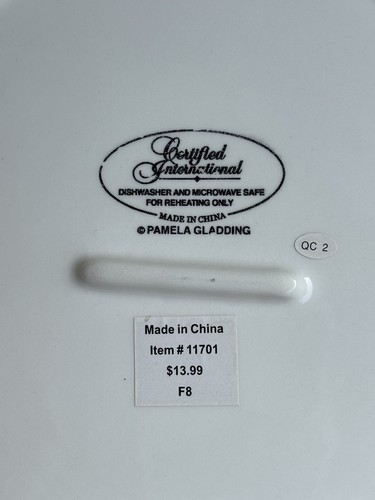 Certified
International
DISHWASHER AND MICROWAVE SAFE
FOR REHEATING ONLY
MADE IN CHINA
© PAMELA GLADDING
QC 2
Made in China
Item # 11701
$13.99
F8